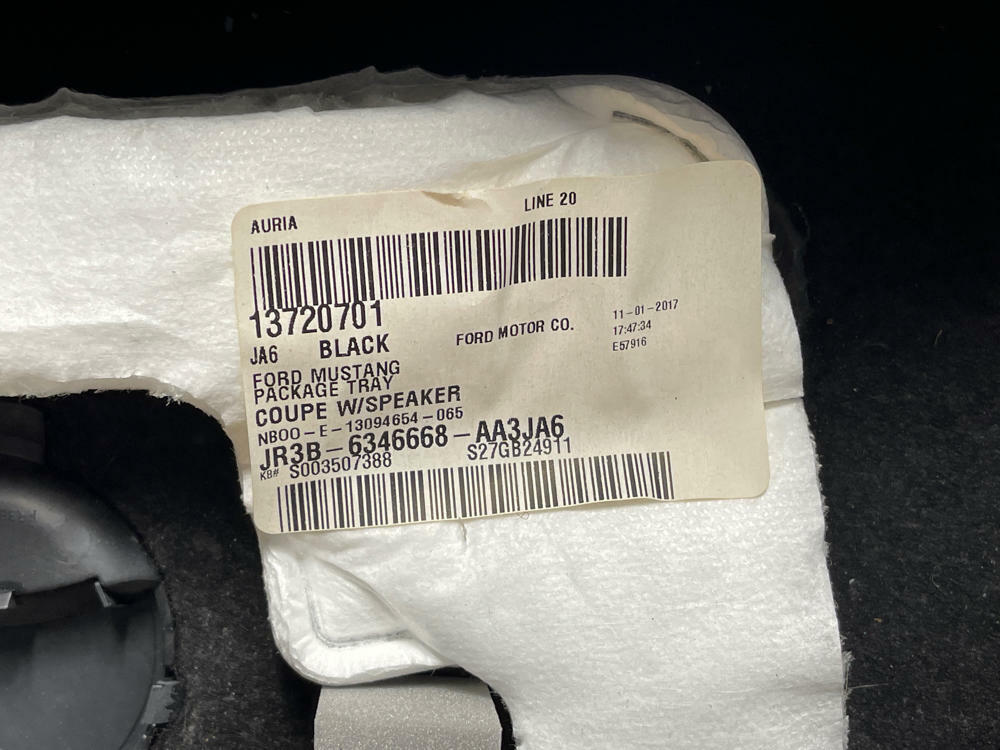 AURIA
LINE 20
13720701
JA6 BLACK
FORD MOTOR CO.
11-01-2017
17:47:34
E57916
FORD MUSTANG
PACKAGE TRAY
COUPE W/SPEAKER
NB00-E-13094654-065
JR3B-6346668-AA3JA6
KB# S003507388
S27GB24911